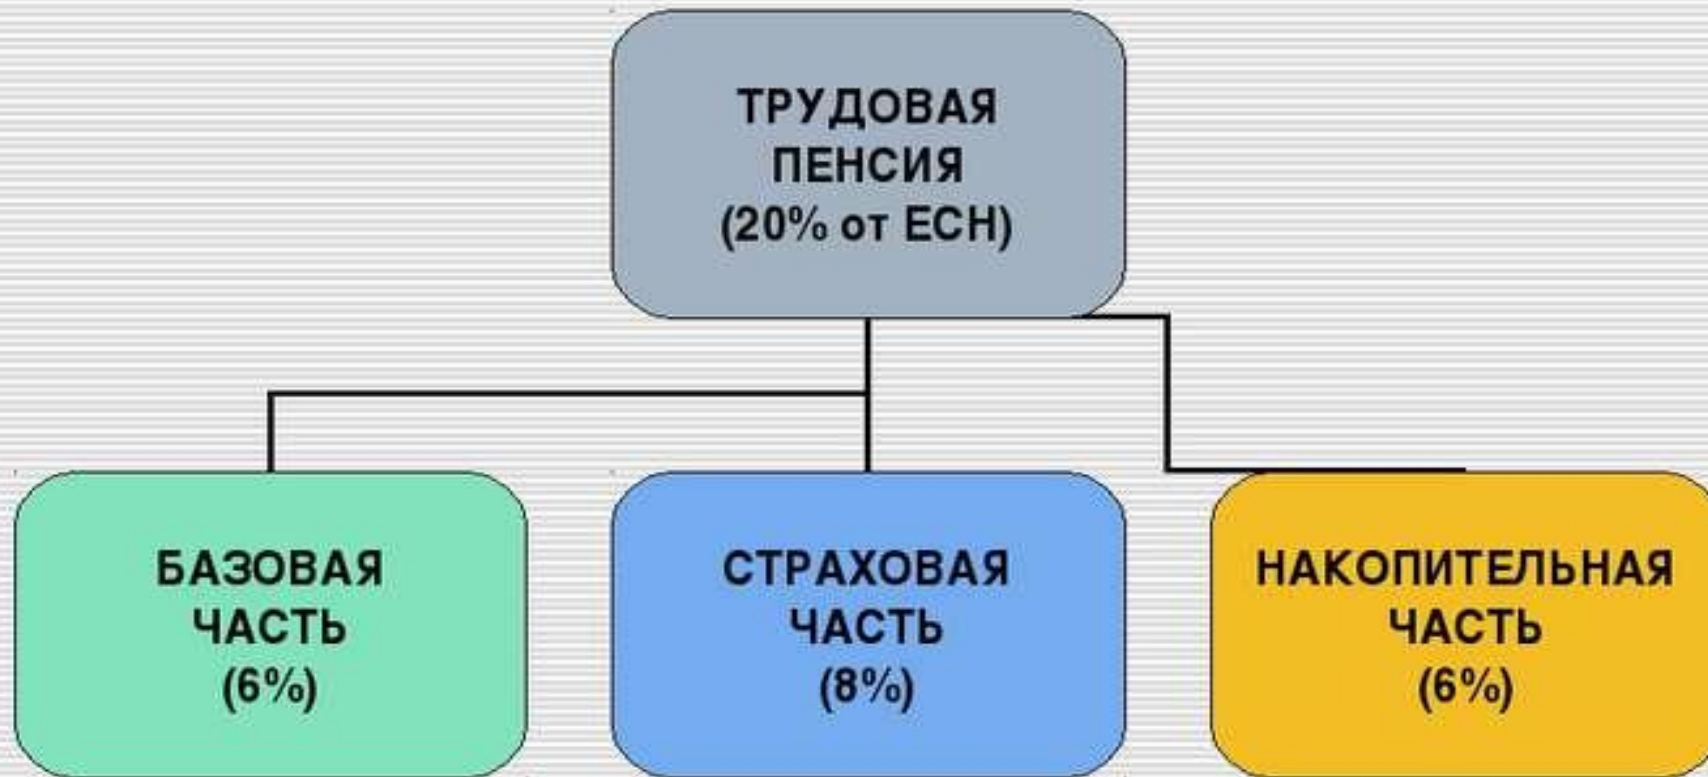 ТРУДОВАЯ
ПЕНСИЯ
(20% от ЕСН)
БАЗОВАЯ
ЧАСТЬ
(6%)
СТРАХОВАЯ
ЧАСТЬ
(8%)
НАКОПИТЕЛЬНАЯ
ЧАСТЬ
(6%)